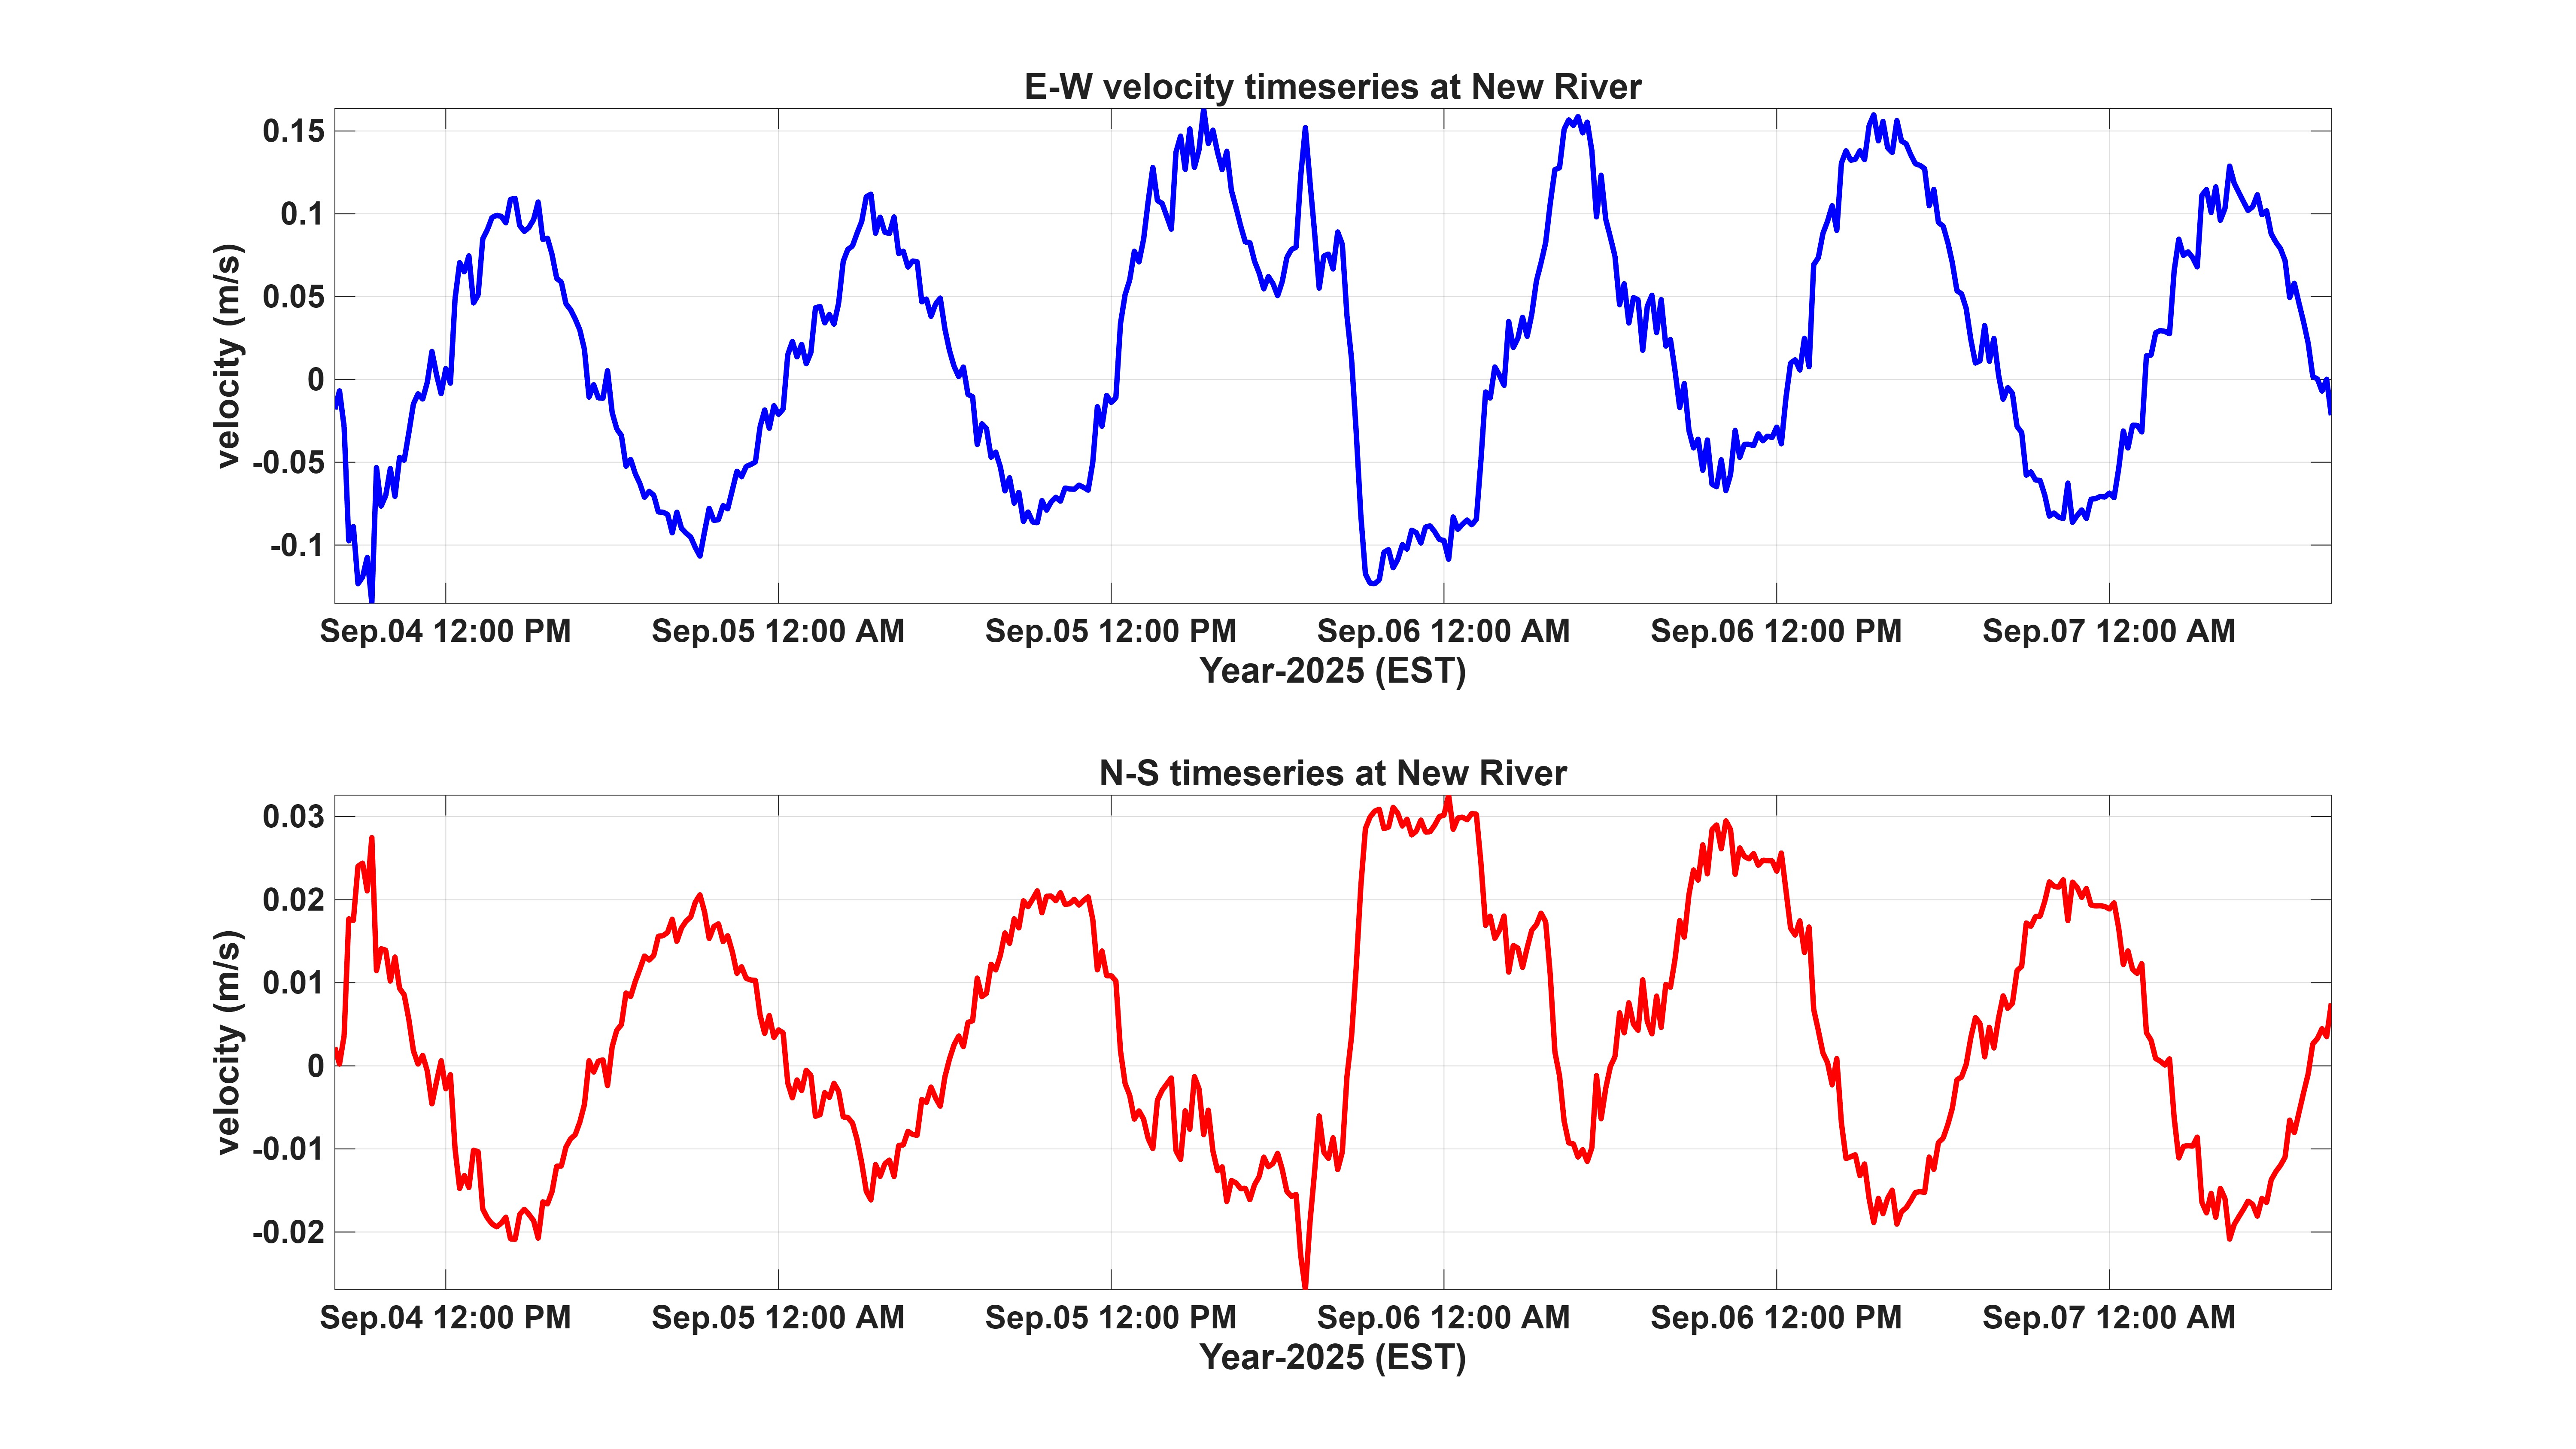 E-W velocity timeseries at New River
velocity (m/s)
0.15
0.1
0.05
0
-0.05
-0.1
Sep.04 12:00 PM Sep.05 12:00 AM Sep.05 12:00 PM Sep.06 12:00 AM Sep.06 12:00 PM Sep.07 12:00 AM
Year-2025 (EST)
N-S timeseries at New River
velocity (m/s)
0.03
0.02
0.01
0
-0.01
-0.02
Sep.04 12:00 PM Sep.05 12:00 AM Sep.05 12:00 PM Sep.06 12:00 AM Sep.06 12:00 PM Sep.07 12:00 AM
Year-2025 (EST)